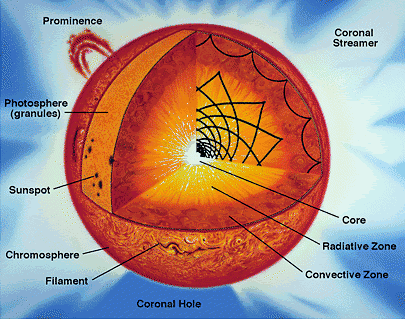 Prominence
Coronal
Streamer
Photosphere
(granules)
Sunspot
Core
Radiative Zone
Chromosphere
Convective Zone
Filament
Coronal Hole